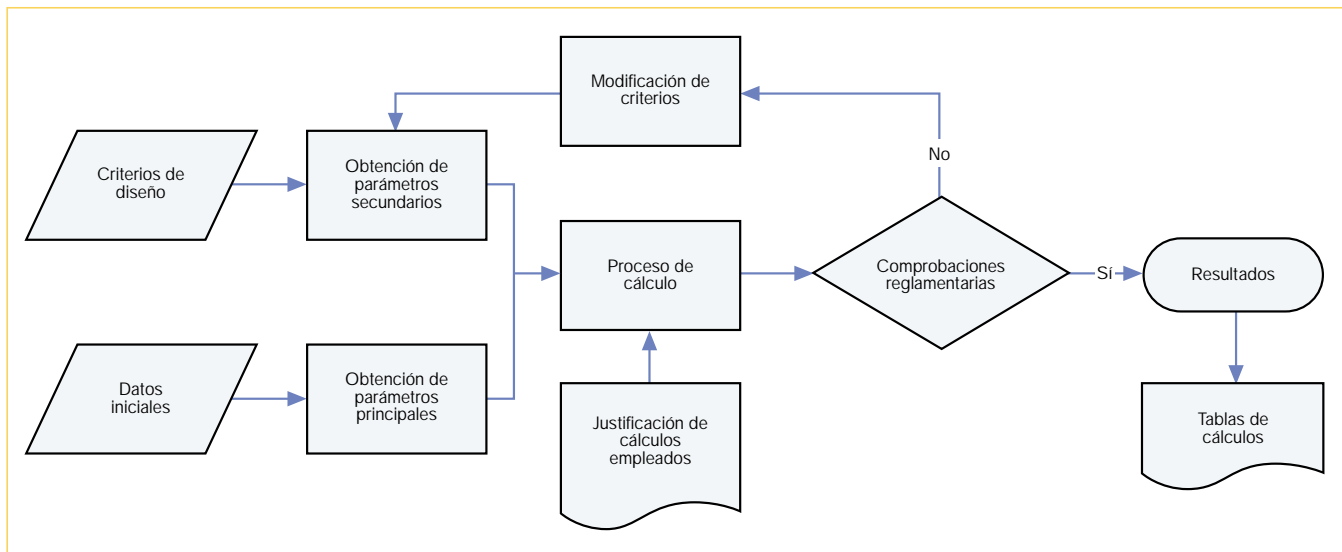 Modificación de
criterios
Criterios de
diseño
Obtención de
parámetros
secundarios
No
Proceso de
cálculo
Comprobaciones
reglamentarias
Sí
Resultados
Datos
iniciales
Obtención de
parámetros
principales
Justificación de
cálculos
empleados
Tablas de
cálculos